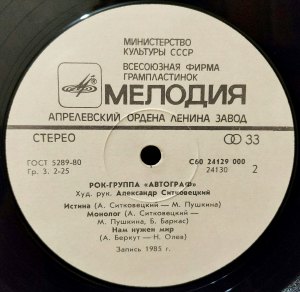 МИНИСТЕРСТВО
КУЛЬТУРЫ СССР
ВСЕСОЮЗНАЯ ФИРМА
ГРАМПЛАСТИНОК
МЕЛОДИЯ
АПРЕЛЕВСКИЙ ОРДЕНА ЛЕНИНА ЗАВОД
СТЕРЕО 33
ГОСТ 5289-80 С60 24129 000
Гр. 3. 2-25 24130 2
РОК-ГРУППА «АВТОГРАФ»
Худ. рук. Александр Ситковецкий
Истина (А. Ситковецкий — М. Пушкина)
Монолог (А. Ситковецкий —
М. Пушкина, Б. Баркас)
Нам нужен мир
(А. Беркут — Н. Олев)
Запись 1985 г.